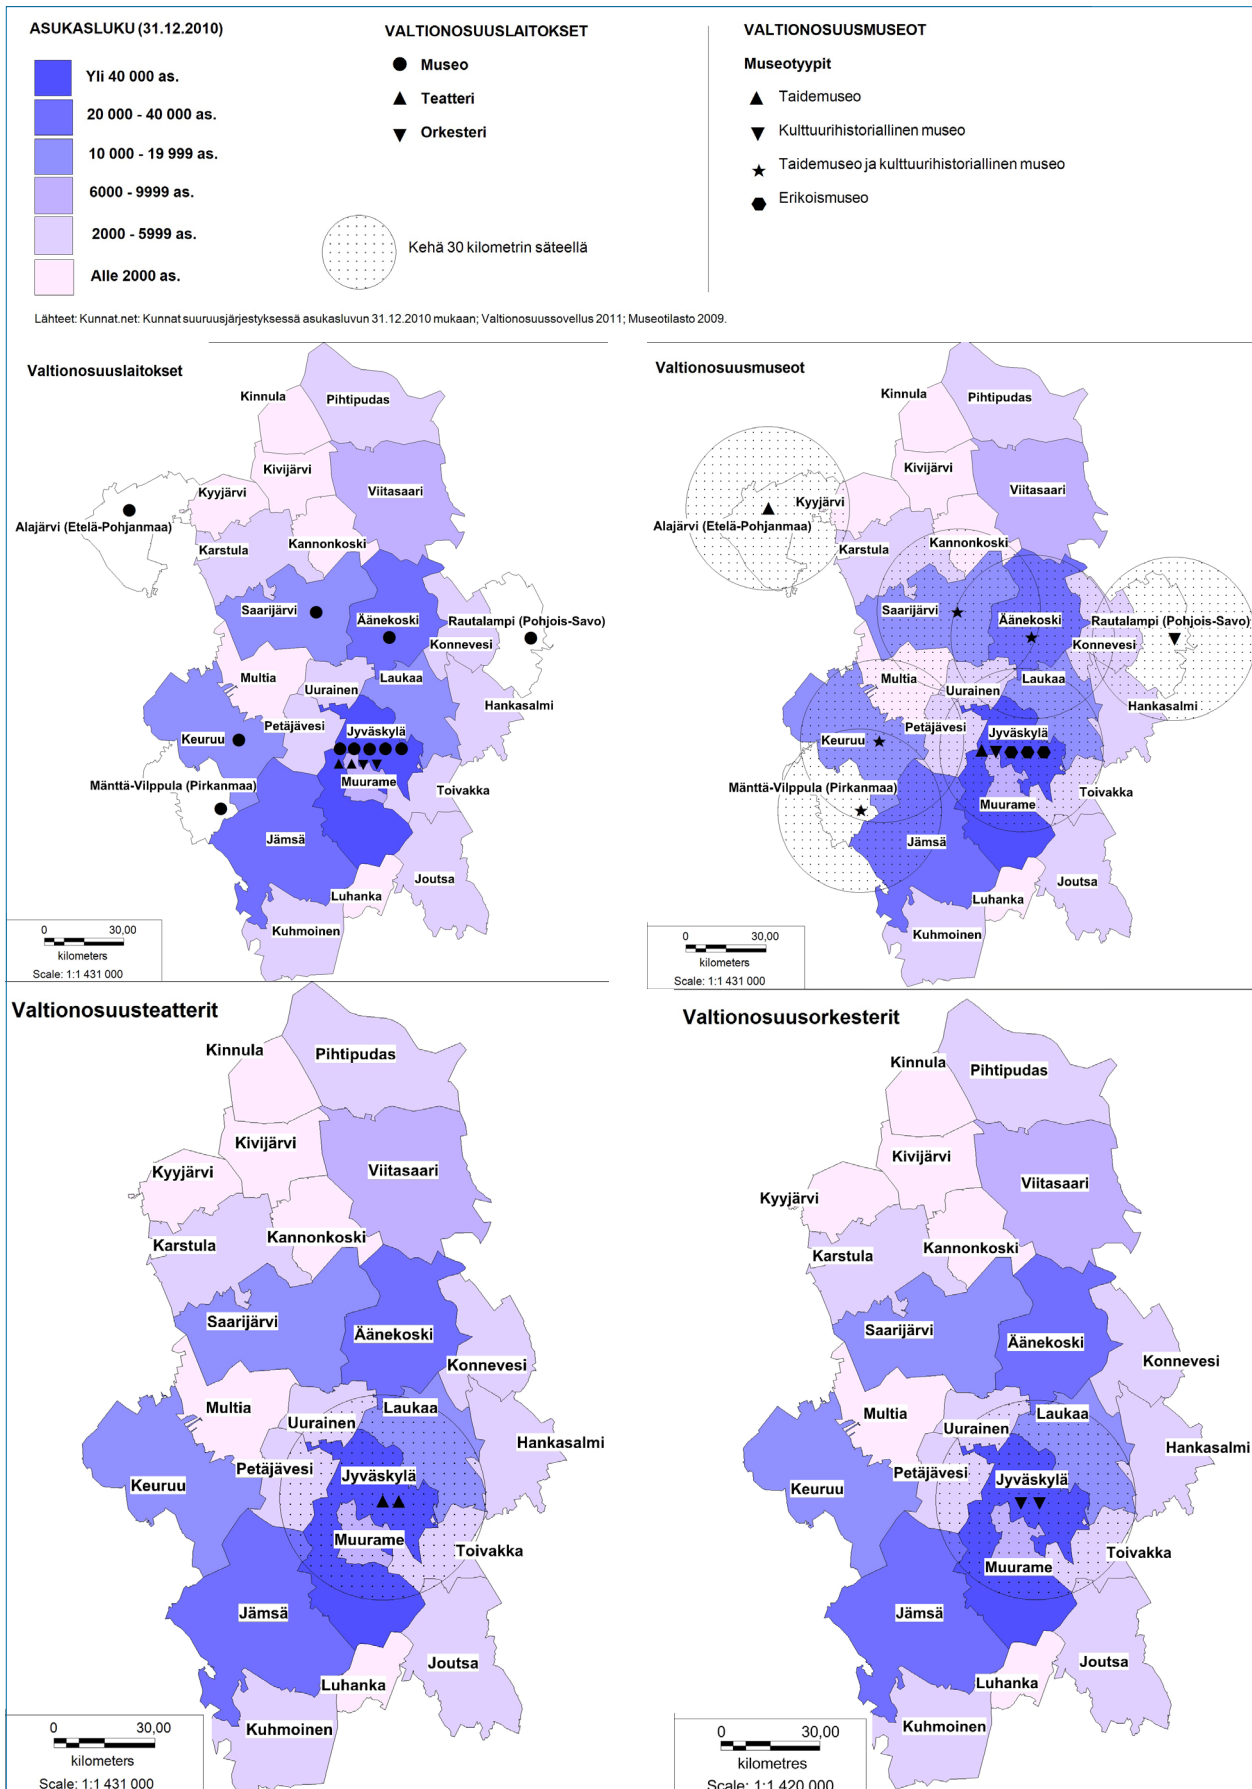 ASUKASLUKU (31.12.2010)
Yli 40 000 as.
20 000 - 40 000 as.
10 000 - 19 999 as.
6000 - 9999 as.
2000 - 5999 as.
Alle 2000 as.
VALTIONOSUUSLAITOKSET
Museo
Teatteri
Orkesteri
Kehä 30 kilometrin säteellä
VALTIONOSUUSMUSEOT
Museotyypit
Taidemuseo
Kulttuurihistoriallinen museo
Taidemuseo ja kulttuurihistoriallinen museo
Erikoismuseo
Lähteet: Kunnat.net: Kunnat suuruusjärjestyksessä asukasluvun 31.12.2010 mukaan; Valtionosuussovellus 2011; Museotilasto 2009.
Valtionosuuslaitokset
Kinnula
Pihtipudas
Kivijärvi
Kyyjärvi
Viitasaari
Alajärvi (Etelä-Pohjanmaa)
Karstula
Kannonkoski
Saarijärvi
Äänekoski
Rautalampi (Pohjois-Savo)
Konnevesi
Multia
Laukaa
Uurainen
Hankasalmi
Petäjävesi
Jyväskylä
Keuruu
Muurame
Mänttä-Vilppula (Pirkanmaa)
Toivakka
Jämsä
Joutsa
Luhanka
Kuhmoinen
0 30,00
kilometers
Scale: 1:1 431 000
Valtionosuusmuseot
Kinnula
Pihtipudas
Kivijärvi
Kyyjärvi
Viitasaari
Alajärvi (Etelä-Pohjanmaa)
Karstula
Kannonkoski
Saarijärvi
Äänekoski
Rautalampi (Pohjois-Savo)
Konnevesi
Multia
Laukaa
Uurainen
Hankasalmi
Petäjävesi
Jyväskylä
Keuruu
Mänttä-Vilppula (Pirkanmaa)
Toivakka
Muurame
Jämsä
Joutsa
Luhanka
Kuhmoinen
0 30,00
kilometers
Scale: 1:1 431 000
Valtionosuusteatterit
Kinnula
Pihtipudas
Kivijärvi
Kyyjärvi
Viitasaari
Kannonkoski
Karstula
Saarijärvi
Äänekoski
Konnevesi
Multia
Laukaa
Uurainen
Hankasalmi
Petäjävesi
Jyväskylä
Keuruu
Muurame
Toivakka
Jämsä
Joutsa
Luhanka
Kuhmoinen
0 30,00
kilometers
Scale: 1:1 431 000
Valtionosuusorkesterit
Kinnula
Pihtipudas
Kivijärvi
Viitasaari
Kyyjärvi
Kannonkoski
Karstula
Saarijärvi
Äänekoski
Konnevesi
Multia
Laukaa
Uurainen
Hankasalmi
Petäjävesi
Jyväskylä
Keuruu
Toivakka
Muurame
Jämsä
Joutsa
Luhanka
Kuhmoinen
0 30,00
kilometres
Scale: 1:1 420 000